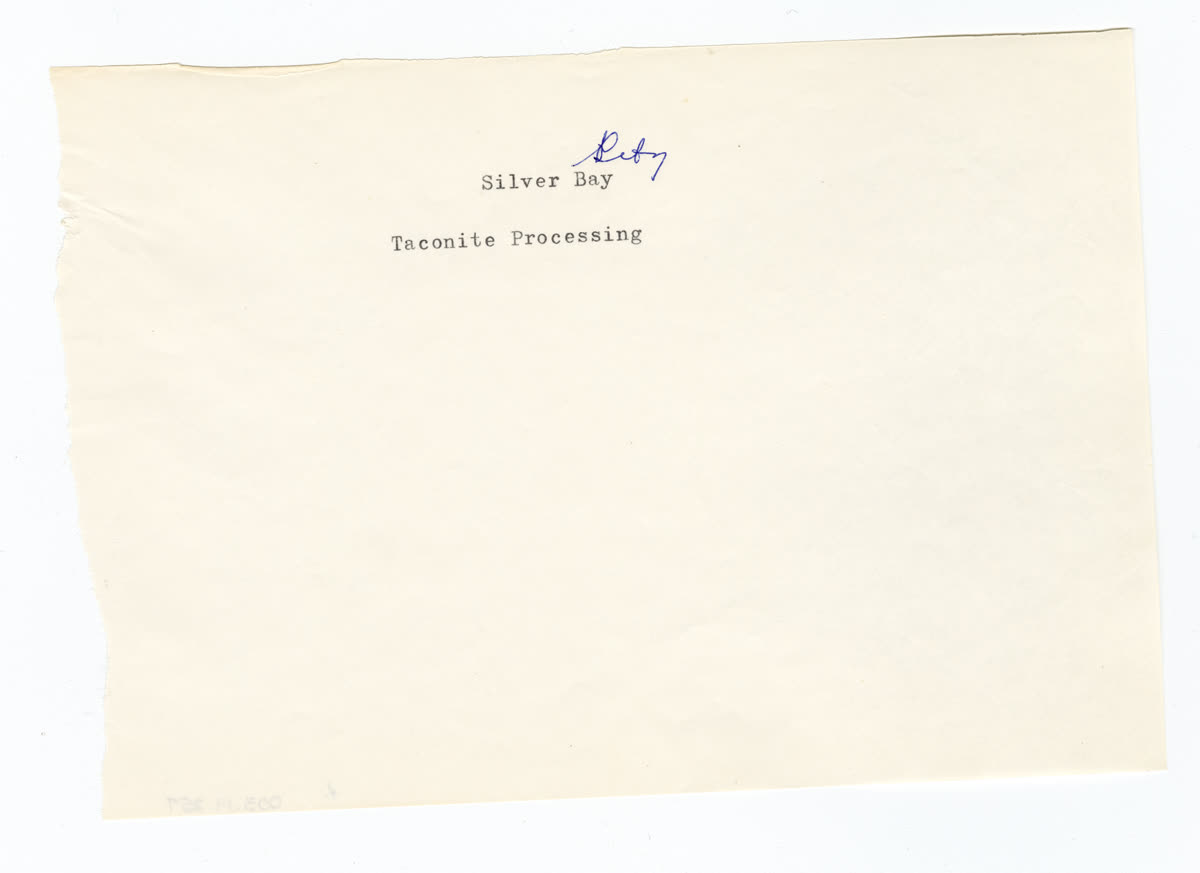 Silver Bay
Taconite Processing